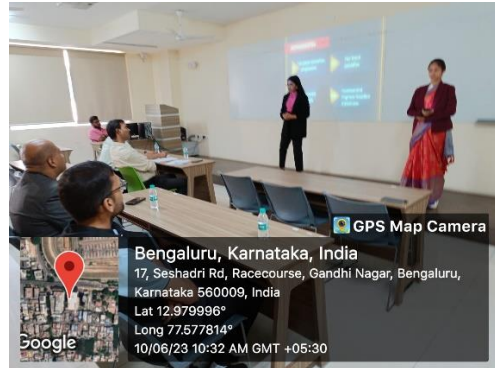 GPS Map Camera
Bengaluru, Karnataka, India
17, Seshadri Rd, Racecourse, Gandhi Nagar, Bengaluru,
Karnataka 560009, India
Lat 12.979996°
Long 77.577814°
10/06/23 10:32 AM GMT +05:30
Google